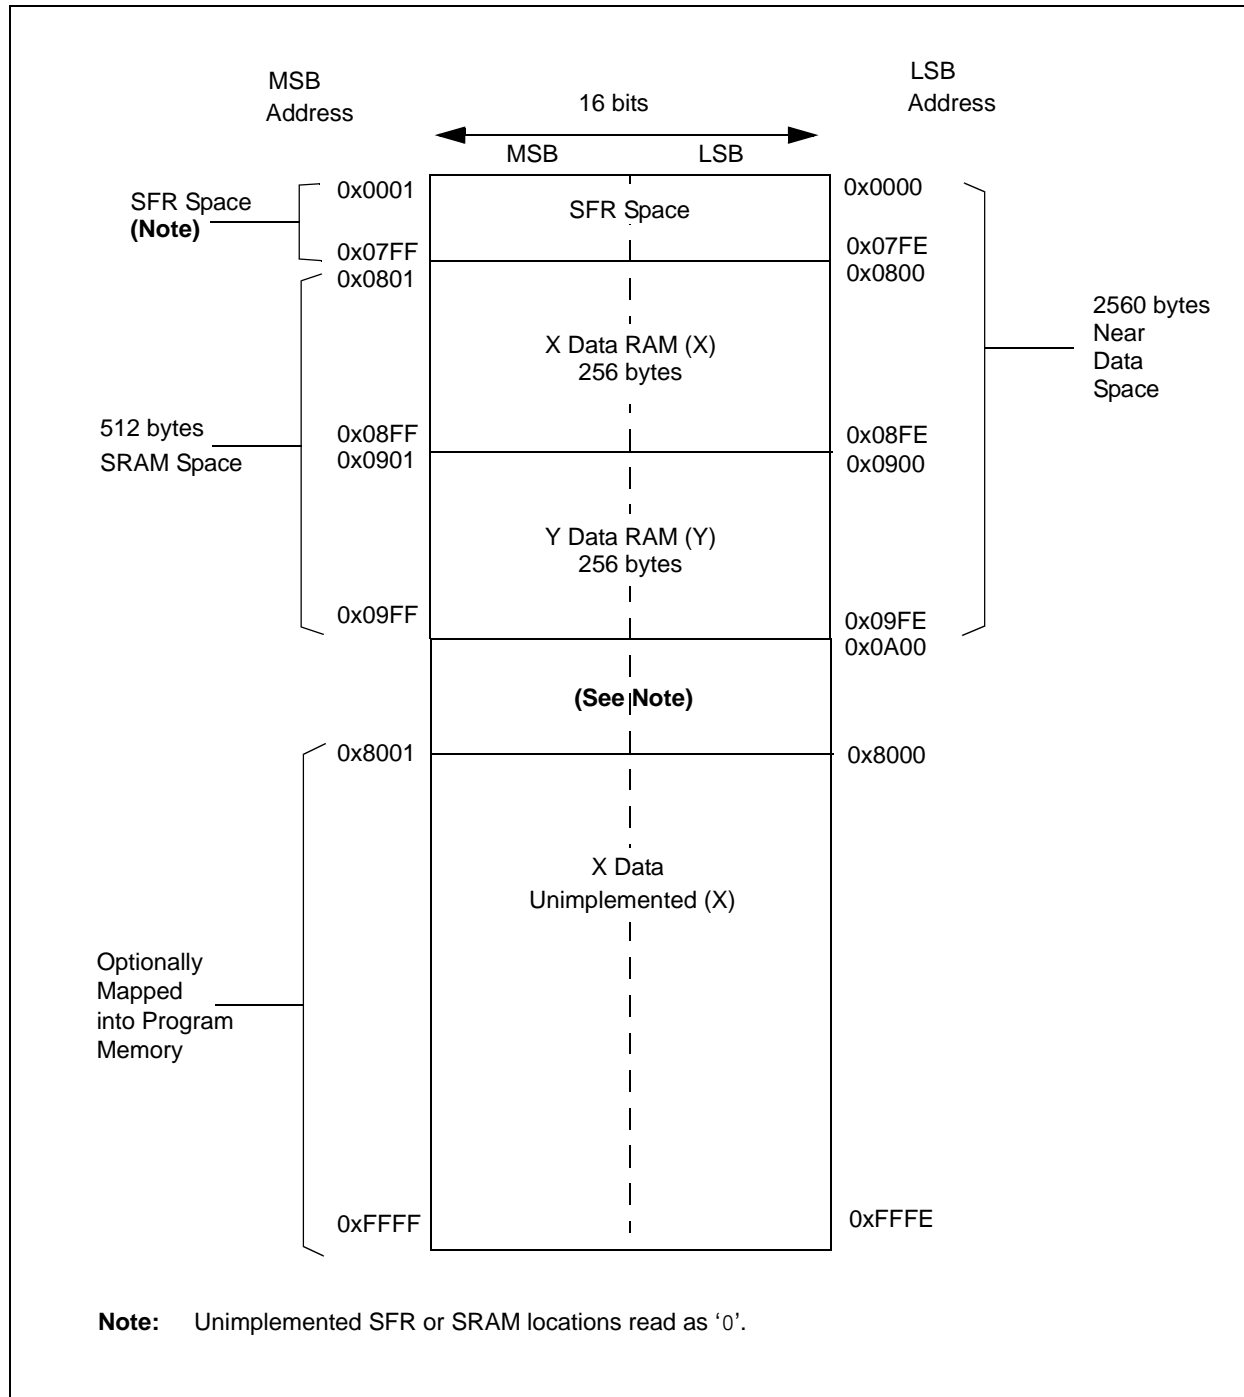 MSB
Address
16 bits
LSB
Address
MSB
LSB
SFR Space
(Note)
0x0001
SFR Space
0x0000
0x07FF
0x07FE
0x0801
0x0800
X Data RAM (X)
256 bytes
2560 bytes
Near
Data
Space
512 bytes
SRAM Space
0x08FF
0x08FE
0x0901
0x0900
Y Data RAM (Y)
256 bytes
0x09FF
0x09FE
0x0A00
(See Note)
0x8001
0x8000
X Data
Unimplemented (X)
Optionally
Mapped
into Program
Memory
0xFFFF
0xFFFE
Note: Unimplemented SFR or SRAM locations read as ‘0’.